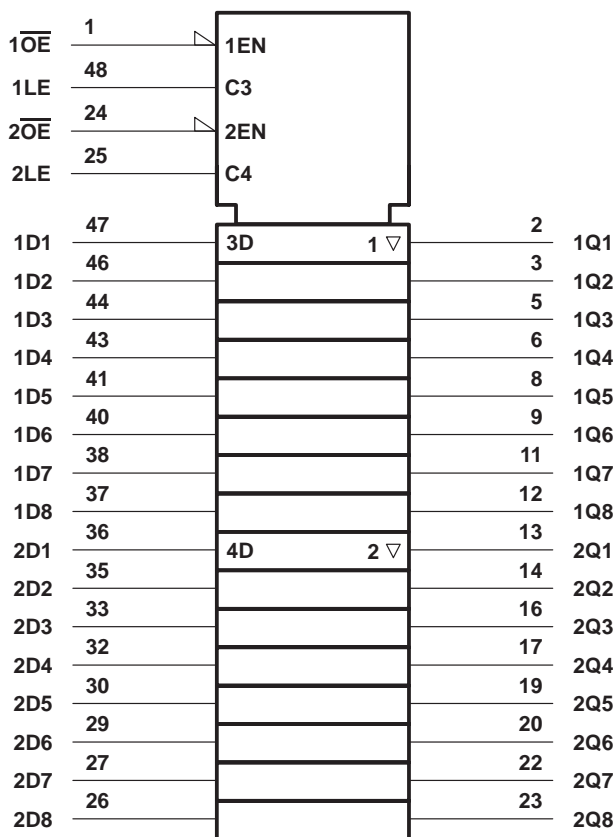 1
1O̅E̅ 1EN
48
1LE C3
24
2O̅E̅ 2EN
25
2LE C4
47 2
1D1 3D 1 ▽ 1Q1
46 3
1D2 1Q2
44 5
1D3 1Q3
43 6
1D4 1Q4
41 8
1D5 1Q5
40 9
1D6 1Q6
38 11
1D7 1Q7
37 12
1D8 1Q8
36 13
2D1 4D 2 ▽ 2Q1
35 14
2D2 2Q2
33 16
2D3 2Q3
32 17
2D4 2Q4
30 19
2D5 2Q5
29 20
2D6 2Q6
27 22
2D7 2Q7
26 23
2D8 2Q8